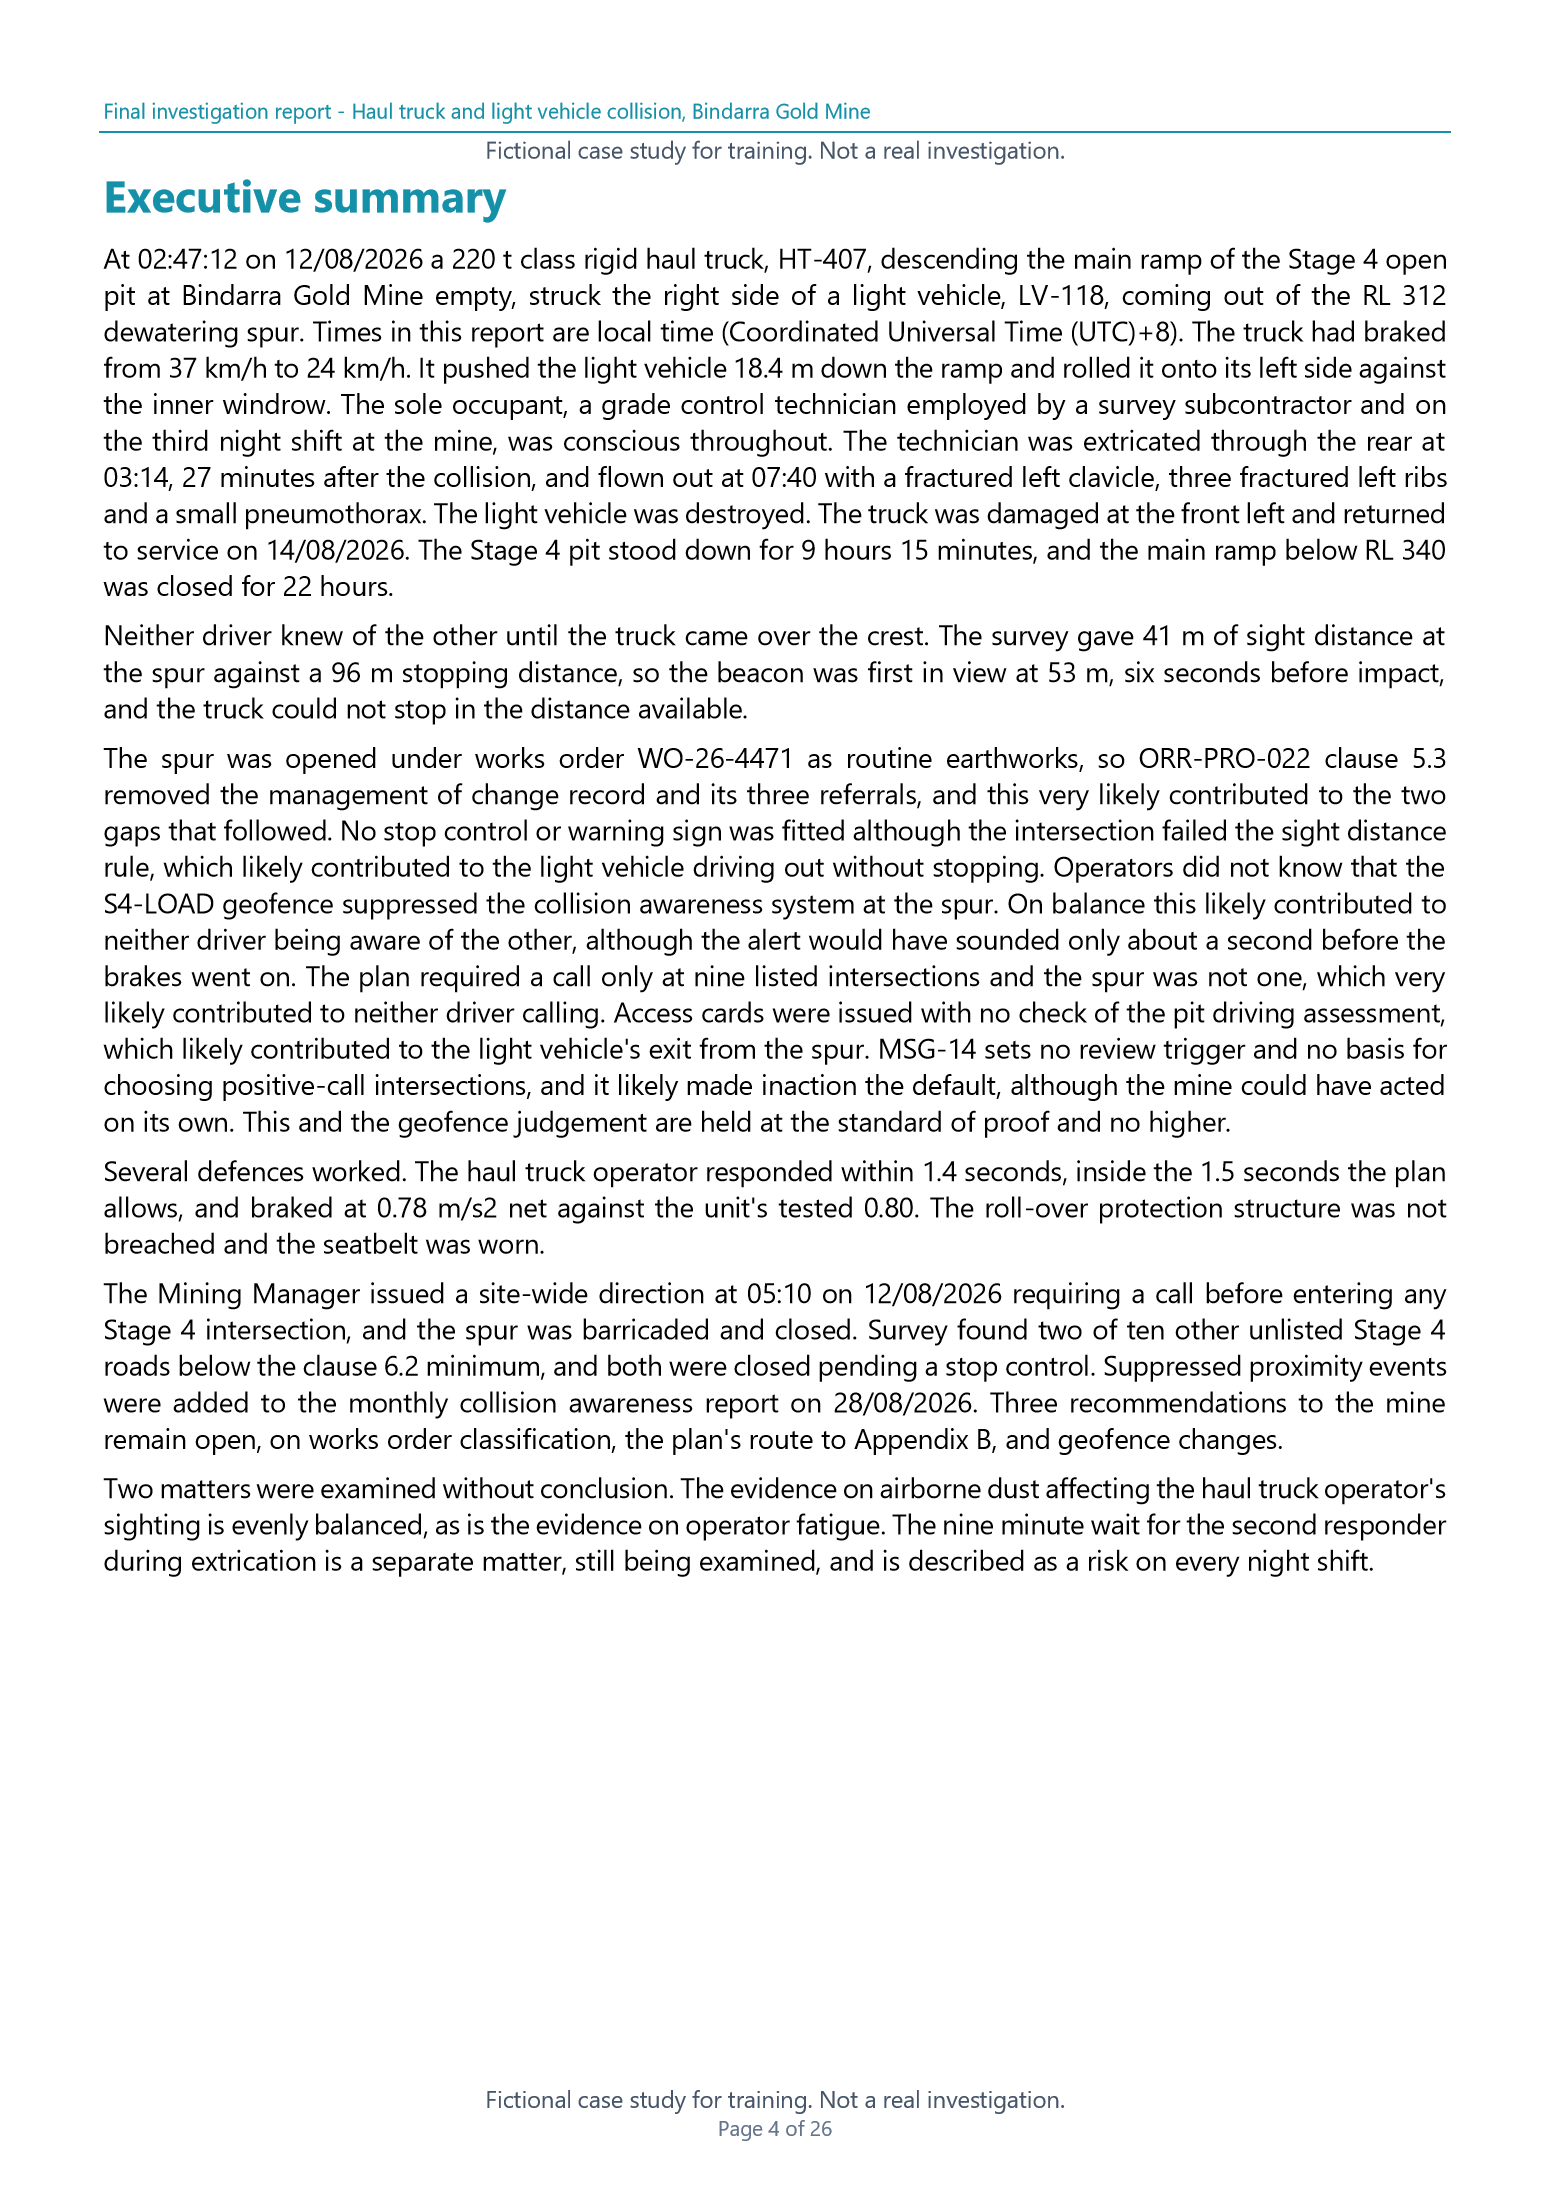 Final investigation report - Haul truck and light vehicle collision, Bindarra Gold Mine
Fictional case study for training. Not a real investigation.
Executive summary
At 02:47:12 on 12/08/2026 a 220 t class rigid haul truck, HT-407, descending the main ramp of the Stage 4 open
pit at Bindarra Gold Mine empty, struck the right side of a light vehicle, LV-118, coming out of the RL 312
dewatering spur. Times in this report are local time (Coordinated Universal Time (UTC)+8). The truck had braked
from 37 km/h to 24 km/h. It pushed the light vehicle 18.4 m down the ramp and rolled it onto its left side against
the inner windrow. The sole occupant, a grade control technician employed by a survey subcontractor and on
the third night shift at the mine, was conscious throughout. The technician was extricated through the rear at
03:14, 27 minutes after the collision, and flown out at 07:40 with a fractured left clavicle, three fractured left ribs
and a small pneumothorax. The light vehicle was destroyed. The truck was damaged at the front left and returned
to service on 14/08/2026. The Stage 4 pit stood down for 9 hours 15 minutes, and the main ramp below RL 340
was closed for 22 hours.
Neither driver knew of the other until the truck came over the crest. The survey gave 41 m of sight distance at
the spur against a 96 m stopping distance, so the beacon was first in view at 53 m, six seconds before impact,
and the truck could not stop in the distance available.
The spur was opened under works order WO-26-4471 as routine earthworks, so ORR-PRO-022 clause 5.3
removed the management of change record and its three referrals, and this very likely contributed to the two
gaps that followed. No stop control or warning sign was fitted although the intersection failed the sight distance
rule, which likely contributed to the light vehicle driving out without stopping. Operators did not know that the
S4-LOAD geofence suppressed the collision awareness system at the spur. On balance this likely contributed to
neither driver being aware of the other, although the alert would have sounded only about a second before the
brakes went on. The plan required a call only at nine listed intersections and the spur was not one, which very
likely contributed to neither driver calling. Access cards were issued with no check of the pit driving assessment,
which likely contributed to the light vehicle's exit from the spur. MSG-14 sets no review trigger and no basis for
choosing positive-call intersections, and it likely made inaction the default, although the mine could have acted
on its own. This and the geofence judgement are held at the standard of proof and no higher.
Several defences worked. The haul truck operator responded within 1.4 seconds, inside the 1.5 seconds the plan
allows, and braked at 0.78 m/s2 net against the unit's tested 0.80. The roll-over protection structure was not
breached and the seatbelt was worn.
The Mining Manager issued a site-wide direction at 05:10 on 12/08/2026 requiring a call before entering any
Stage 4 intersection, and the spur was barricaded and closed. Survey found two of ten other unlisted Stage 4
roads below the clause 6.2 minimum, and both were closed pending a stop control. Suppressed proximity events
were added to the monthly collision awareness report on 28/08/2026. Three recommendations to the mine
remain open, on works order classification, the plan's route to Appendix B, and geofence changes.
Two matters were examined without conclusion. The evidence on airborne dust affecting the haul truck operator's
sighting is evenly balanced, as is the evidence on operator fatigue. The nine minute wait for the second responder
during extrication is a separate matter, still being examined, and is described as a risk on every night shift.
Fictional case study for training. Not a real investigation.
Page 4 of 26